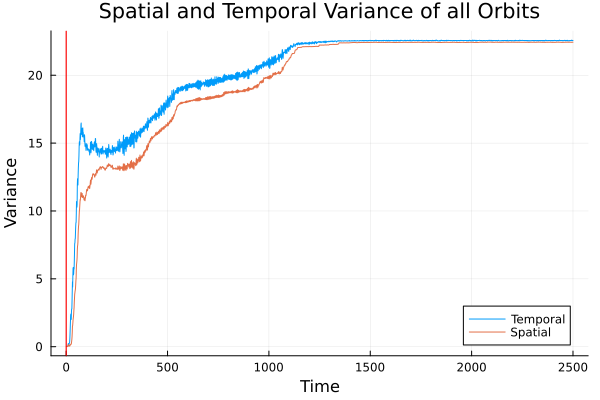 Spatial and Temporal Variance of all Orbits
Variance
20
15
10
5
0
Temporal
Spatial
0 500 1000 1500 2000 2500
Time